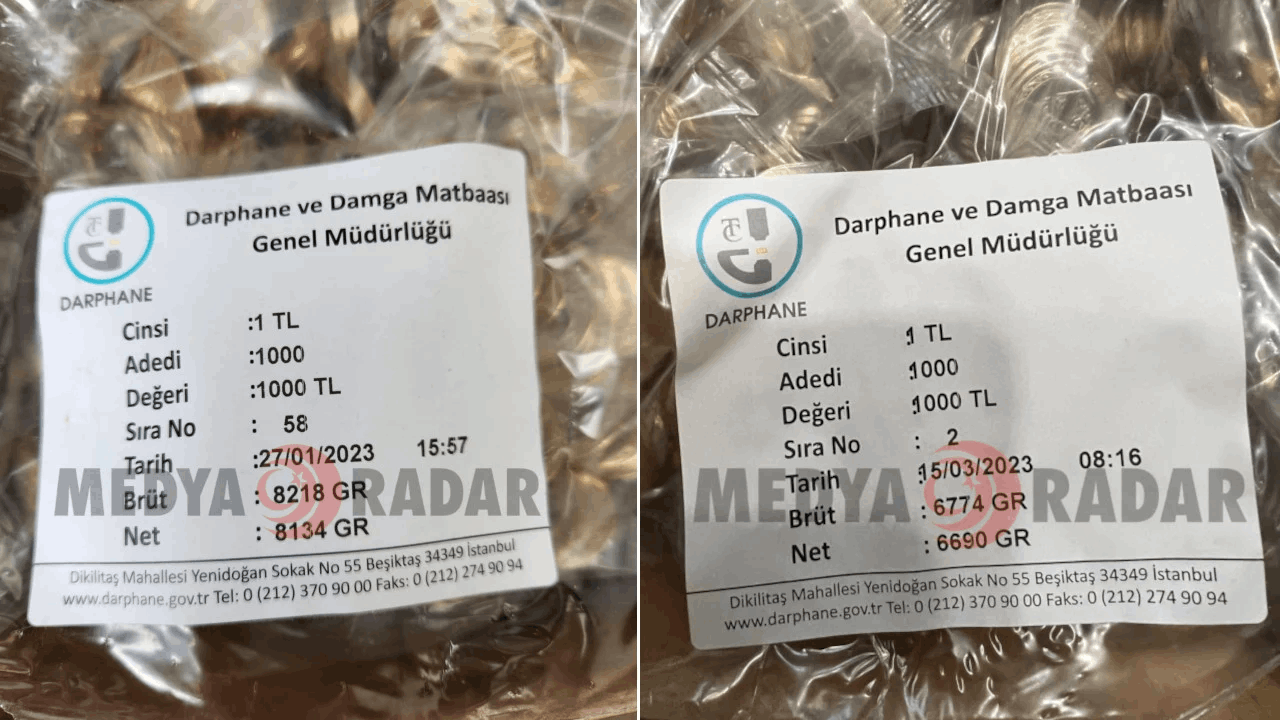 Darphane ve Damga Matbaası
Genel Müdürlüğü
TC
DARPHANE
Cinsi :1 TL
Adedi :1000
Değeri :1000 TL
Sıra No : 58
Tarih :27/01/2023 15:57
Brüt : 8218 GR
Net : 8134 GR
MEDYA RADAR
Dikilitaş Mahallesi Yenidoğan Sokak No 55 Beşiktaş 34349 İstanbul
www.darphane.gov.tr Tel: 0 (212) 370 90 00 Faks: 0 (212) 274 90 94
Darphane ve Damga Matbaası
Genel Müdürlüğü
TC
DARPHANE
Cinsi :1 TL
Adedi :1000
Değeri :1000 TL
Sıra No : 2
Tarih :15/03/2023 08:16
Brüt : 6774 GR
Net : 6690 GR
MEDYA RADAR
Dikilitaş Mahallesi Yenidoğan Sokak No 55 Beşiktaş 34349 İstanbul
www.darphane.gov.tr Tel: 0 (212) 370 90 00 Faks: 0 (212) 274 90 94